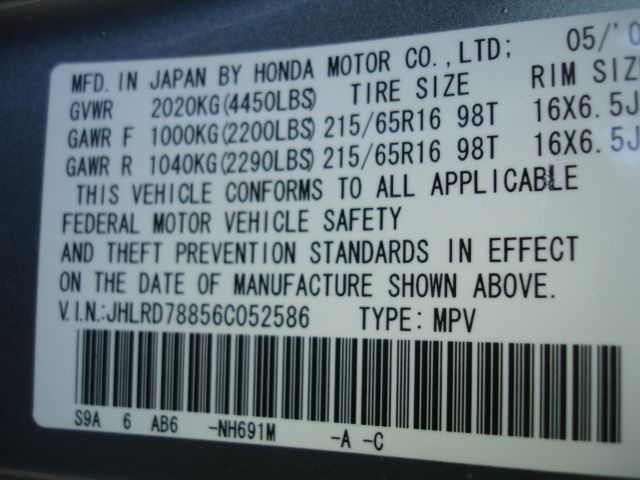 MFD. IN JAPAN BY HONDA MOTOR CO., LTD; 05/'0
GVWR 2020KG(4450LBS) TIRE SIZE RIM SIZ
GAWR F 1000KG(2200LBS) 215/65R16 98T 16X6.5J
GAWR R 1040KG(2290LBS) 215/65R16 98T 16X6.5J
THIS VEHICLE CONFORMS TO ALL APPLICABLE
FEDERAL MOTOR VEHICLE SAFETY
AND THEFT PREVENTION STANDARDS IN EFFECT
ON THE DATE OF MANUFACTURE SHOWN ABOVE.
V.I.N.:JHLRD78856C052586 TYPE: MPV
S9A 6 AB6 -NH691M -A -C